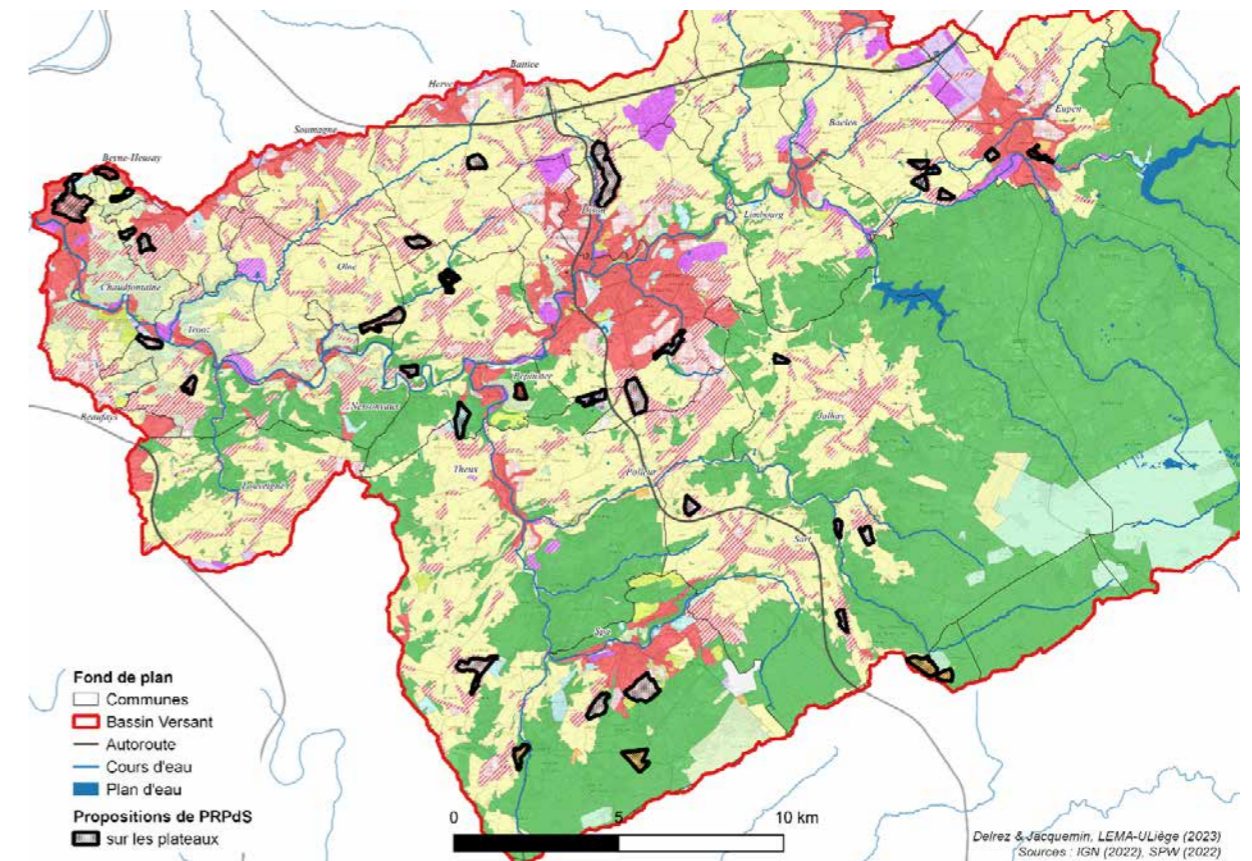 Battice
Herve
Soumagne
Eupen
Baelen
Beyne-Heusay
Limbourg
Dison
Olne
Chaudfontaine
Trooz
Pepinster
Nessonvaux
Beaufays
Jalhay
Theux
Polleur
Louveigné
Sart
Spa
Fond de plan
Communes
Bassin Versant
Autoroute
Cours d'eau
Plan d'eau
Propositions de PRPdS
sur les plateaux
0 5 10 km
Delrez & Jacquemin, LEMA-ULiège (2023)
Sources : IGN (2022), SPW (2022)